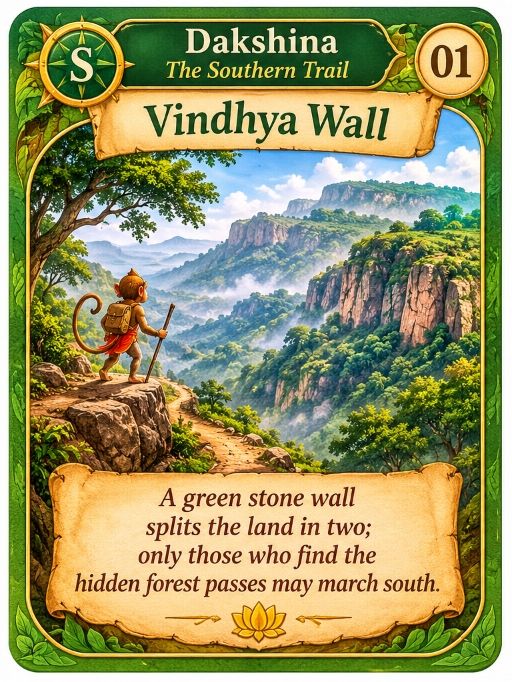 S
Dakshina
The Southern Trail
01
Vindhya Wall
A green stone wall
splits the land in two;
only those who find the
hidden forest passes may march south.